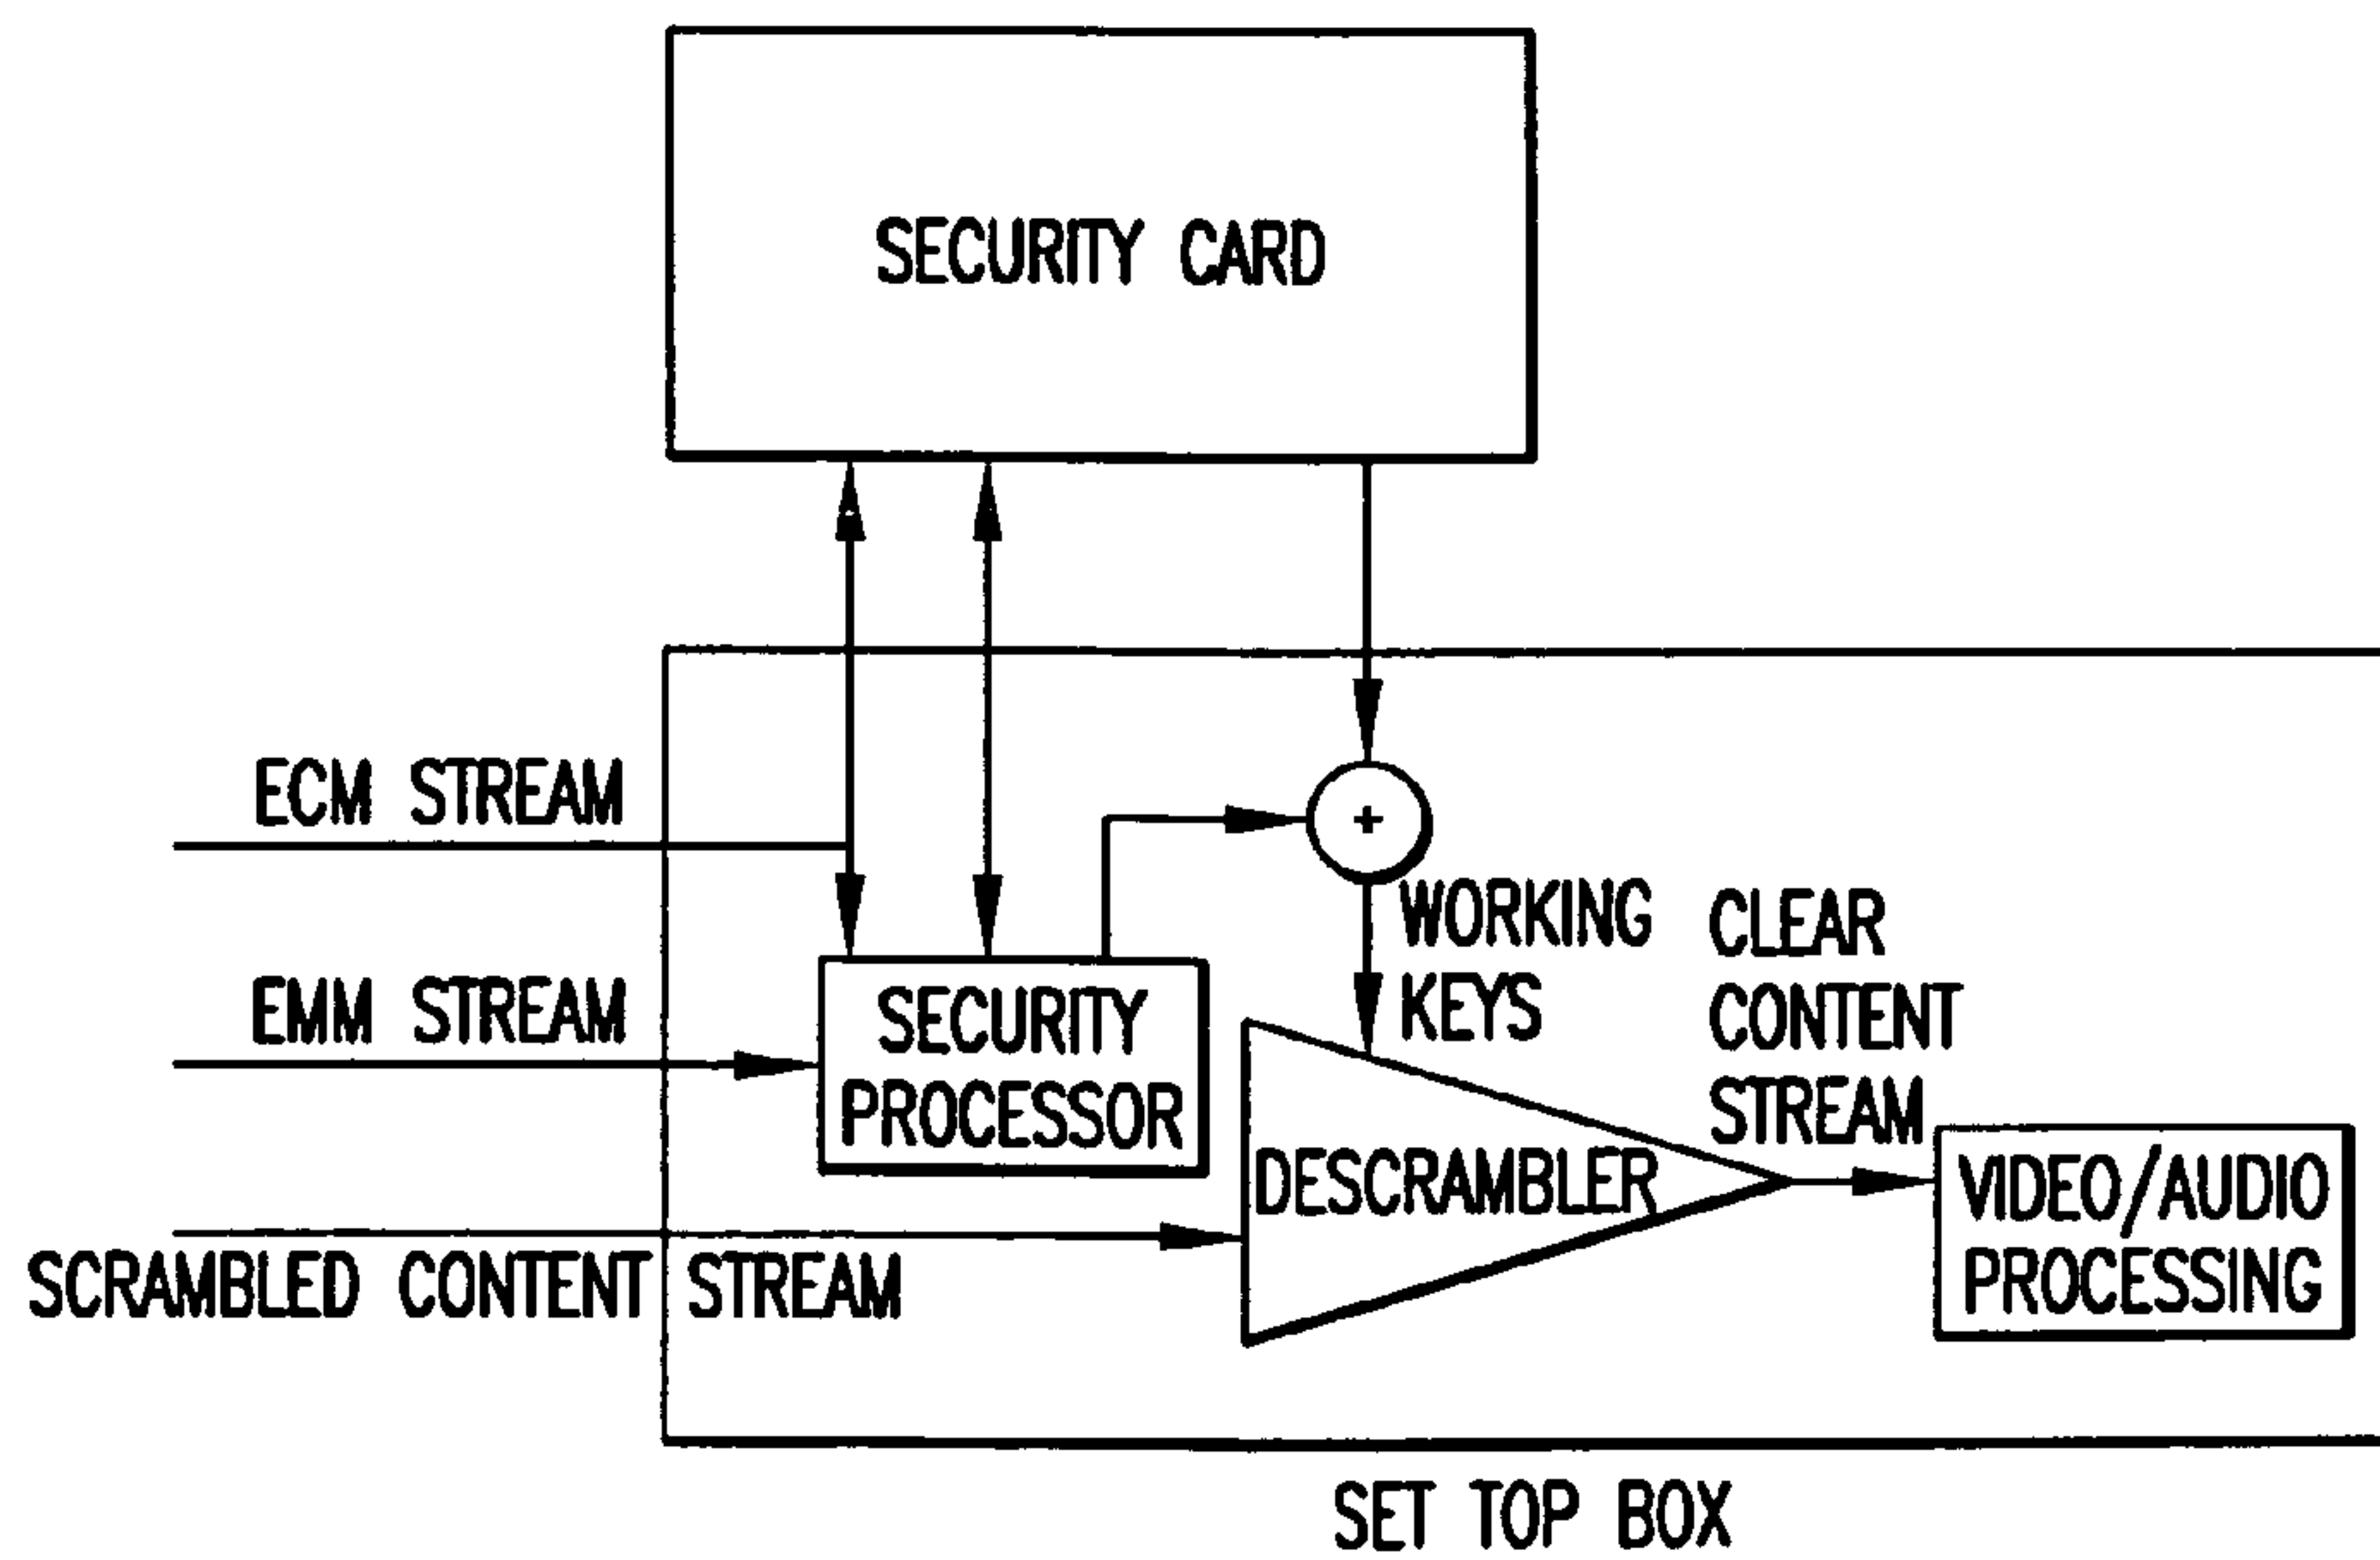 SECURITY CARD
ECM STREAM
+
WORKING
KEYS
CLEAR
CONTENT
STREAM
EMM STREAM
SECURITY
PROCESSOR
DESCRAMBLER
VIDEO/AUDIO
PROCESSING
SCRAMBLED CONTENT STREAM
SET TOP BOX